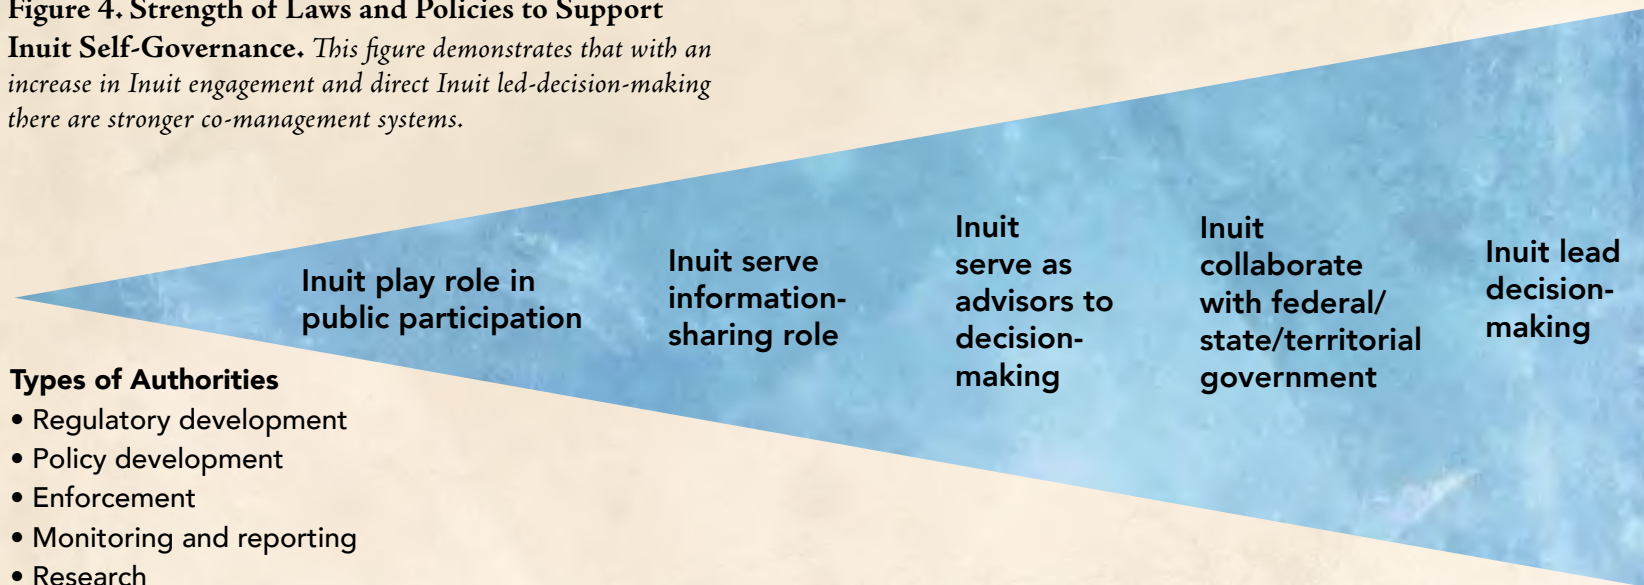 Figure 4. Strength of Laws and Policies to Support
Inuit Self-Governance. This figure demonstrates that with an
increase in Inuit engagement and direct Inuit led-decision-making
there are stronger co-management systems.
Inuit play role in
public participation
Inuit serve
information-
sharing role
Inuit
serve as
advisors to
decision-
making
Inuit
collaborate
with federal/
state/territorial
government
Inuit lead
decision-
making
Types of Authorities
• Regulatory development
• Policy development
• Enforcement
• Monitoring and reporting
• Research